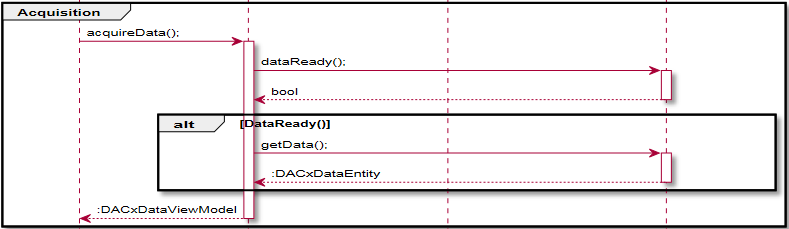 Acquisition
acquireData();
dataReady();
bool
alt [DataReady()]
getData();
:DACxDataEntity
:DACxDataViewModel